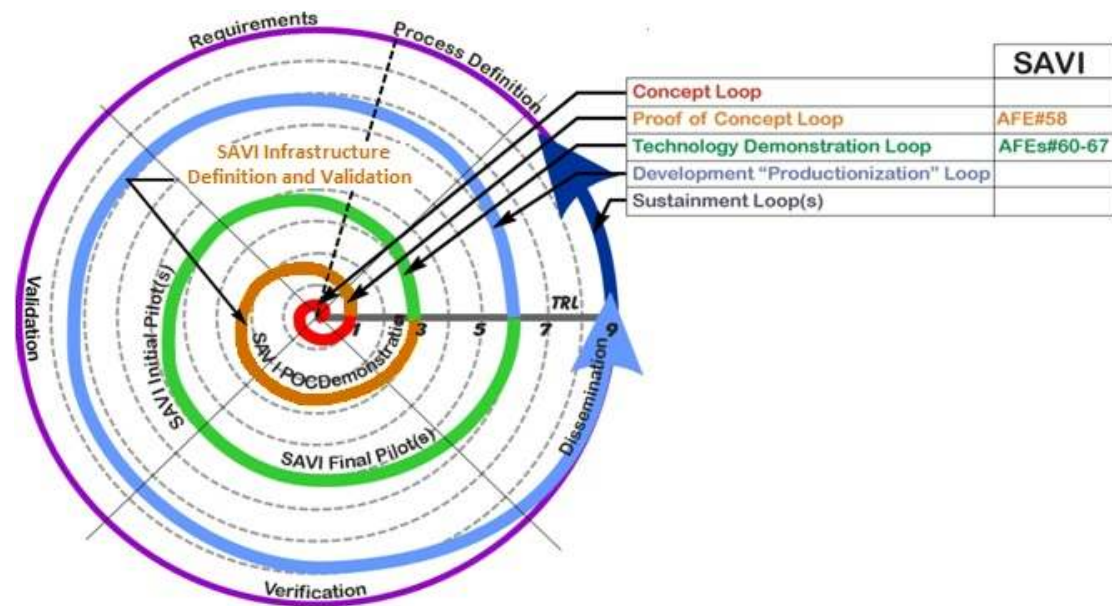 Requirements
Process Definition
SAVI
Concept Loop
Proof of Concept Loop
AFE#58
Technology Demonstration Loop
AFEs#60-67
Development “Productionization” Loop
Sustainment Loop(s)
SAVI Infrastructure
Definition and Validation
Validation
SAVI Initial Pilot(s)
SAVI POCDemonstratio
TRL
1
3
5
7
9
SAVI Final Pilot(s)
Dissemination
Verification